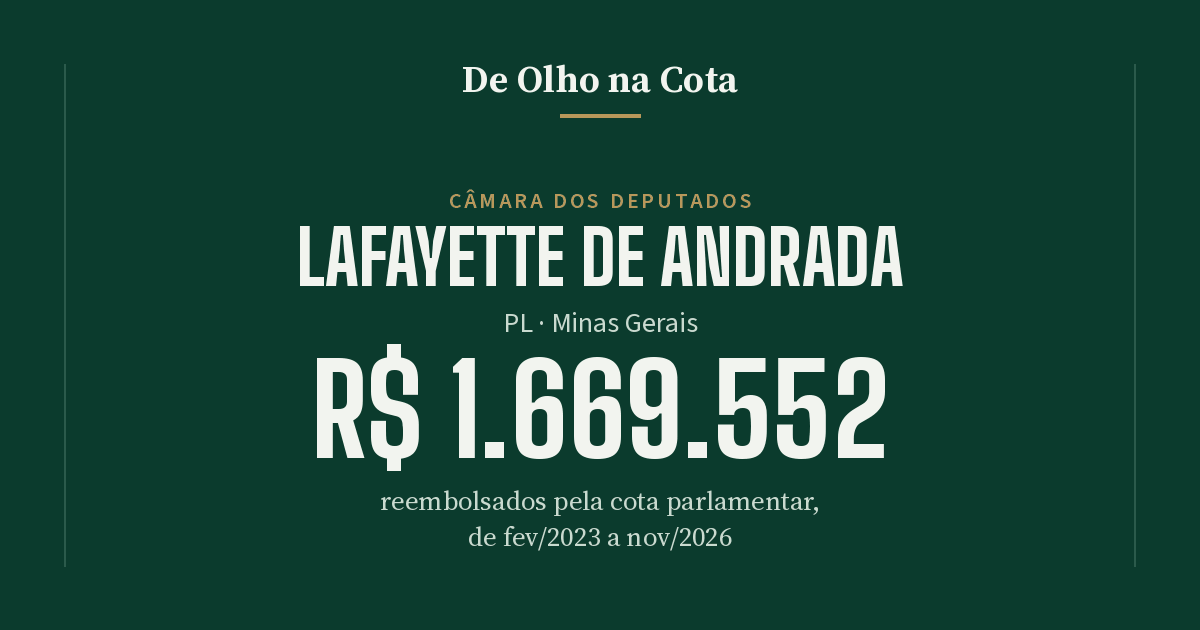 De Olho na Cota
CÂMARA DOS DEPUTADOS
LAFAYETTE DE ANDRADA
PL · Minas Gerais
R$ 1.669.552
reembolsados pela cota parlamentar,
de fev/2023 a nov/2026